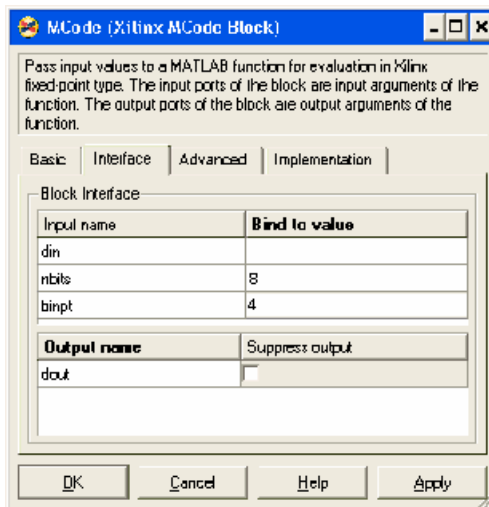 MCode (Xilinx MCode Block)
Pass input values to a MATLAB function for evaluation in Xilinx
fixed-point type. The input ports of the block are input arguments of the
function. The output ports of the block are output arguments of the
function.
Basic Interface Advanced Implementation
Block Interface
Input name Bind to value
din
nbits 8
binpt 4
Output name Suppress output
dout
OK Cancel Help Apply